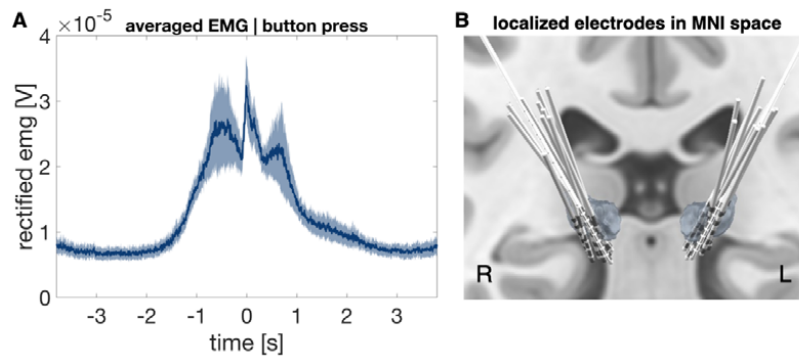 A
averaged EMG | button press
4
×10-5
3
2
1
0
rectified emg [V]
-3
-2
-1
0
1
2
3
time [s]
B
localized electrodes in MNI space
R
L